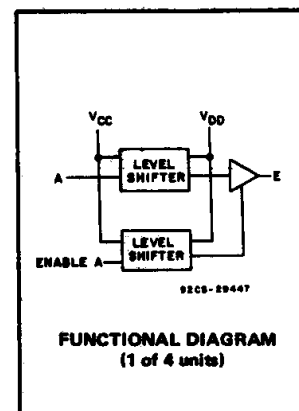 VCC VDD
A LEVEL SHIFTER E
ENABLE A LEVEL SHIFTER
92CS-29447
FUNCTIONAL DIAGRAM
(1 of 4 units)